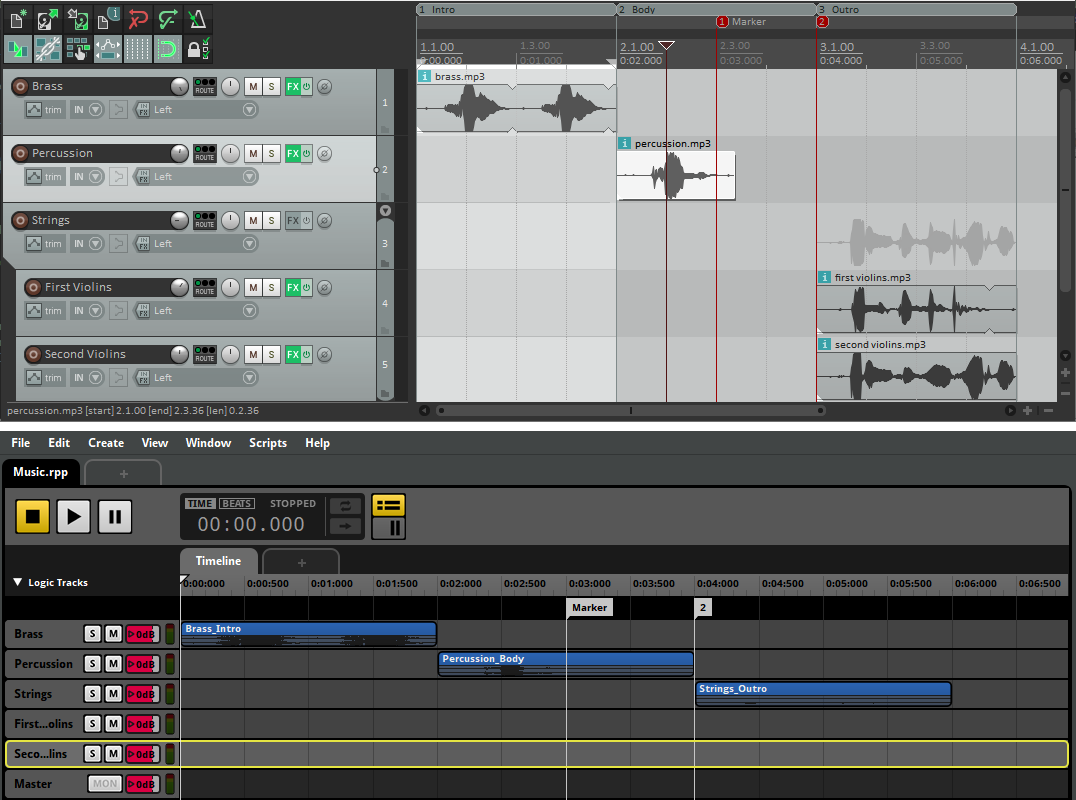 1 Intro 2 Body 3 Outro
1 Marker 2
1.1.00 1.3.00 2.1.00 2.3.00 3.1.00 3.3.00 4.1.00
0:00.000 0:01.000 0:02.000 0:03.000 0:04.000 0:05.000 0:06.000
i brass.mp3
Brass ROUTE M S FX
trim IN IN FX Left
1
i percussion.mp3
Percussion ROUTE M S FX
trim IN IN FX Left
2
Strings ROUTE M S FX
trim IN IN FX Left
3
i first violins.mp3
First Violins ROUTE M S FX
trim IN IN FX Left
4
i second violins.mp3
Second Violins ROUTE M S FX
trim IN IN FX Left
5
percussion.mp3 [start] 2.1.00 [end] 2.3.36 [len] 0.2.36
File Edit Create View Window Scripts Help
Music.rpp +
TIME BEATS STOPPED
00:00.000
Timeline +
Logic Tracks
0:00:000 0:00:500 0:01:000 0:01:500 0:02:000 0:02:500 0:03:000 0:03:500 0:04:000 0:04:500 0:05:000 0:05:500 0:06:000 0:06:500
Marker 2
Brass S M 0dB Brass_Intro
Percussion S M 0dB Percussion_Body
Strings S M 0dB Strings_Outro
First...olins S M 0dB
Seco...lins S M 0dB
Master MON 0dB